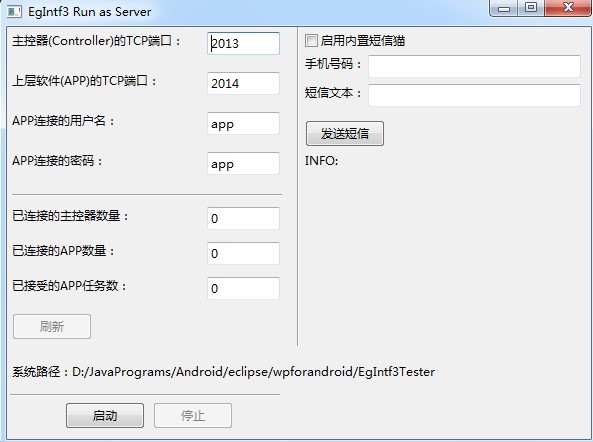 EgIntf3 Run as Server
主控器(Controller)的TCP端口：
2013
上层软件(APP)的TCP端口：
2014
APP连接的用户名：
app
APP连接的密码：
app
已连接的主控器数量：
0
已连接的APP数量：
0
已接受的APP任务数：
0
刷新
启用内置短信猫
手机号码：
短信文本：
发送短信
INFO:
系统路径：D:/JavaPrograms/Android/eclipse/wpforandroid/EgIntf3Tester
启动
停止